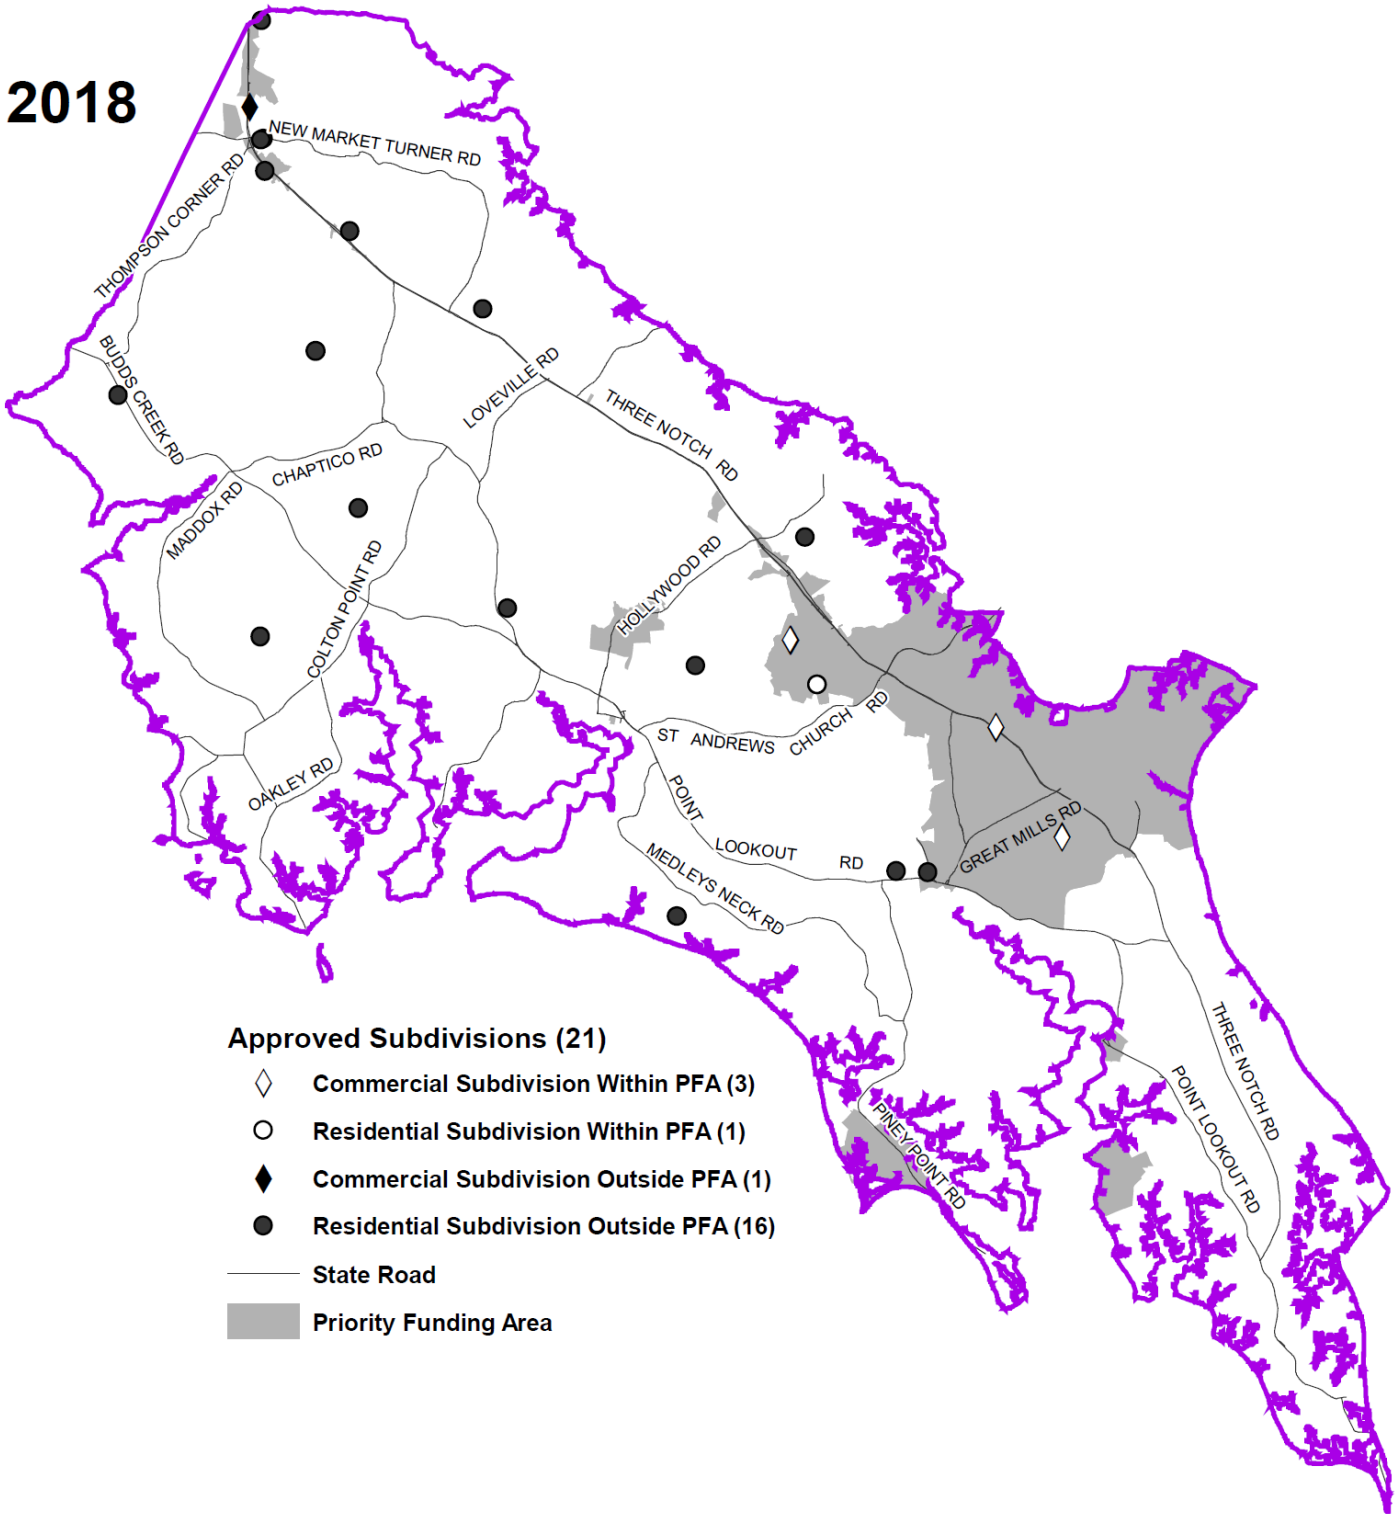 2018
NEW MARKET TURNER RD
THOMPSON CORNER RD
BUDDS CREEK RD
LOVEVILLE RD
THREE NOTCH RD
CHAPTICO RD
MADDOX RD
COLTON POINT RD
HOLLYWOOD RD
ST ANDREWS CHURCH RD
OAKLEY RD
POINT LOOKOUT RD
GREAT MILLS RD
MEDLEYS NECK RD
THREE NOTCH RD
POINT LOOKOUT RD
PINEY POINT RD
Approved Subdivisions (21)
Commercial Subdivision Within PFA (3)
Residential Subdivision Within PFA (1)
Commercial Subdivision Outside PFA (1)
Residential Subdivision Outside PFA (16)
State Road
Priority Funding Area